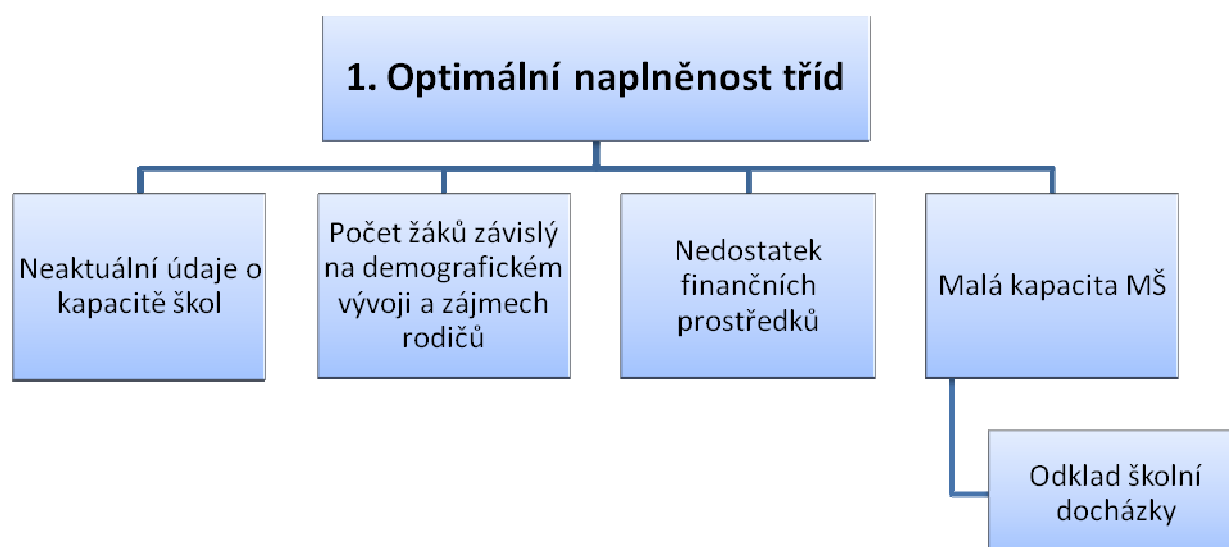 1. Optimální naplněnost tříd
Neaktuální údaje o
kapacitě škol
Počet žáků závislý
na demografickém
vývoji a zájmech
rodičů
Nedostatek
finančních
prostředků
Malá kapacita MŠ
Odklad školní
docházky